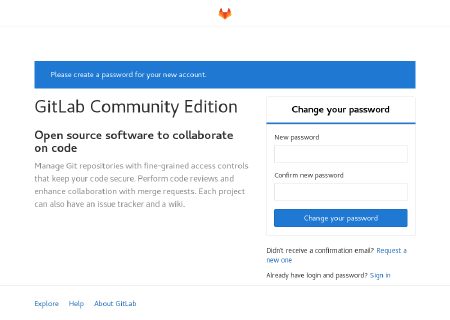 Please create a password for your new account.
GitLab Community Edition
Open source software to collaborate
on code
Manage Git repositories with fine-grained access controls
that keep your code secure. Perform code reviews and
enhance collaboration with merge requests. Each project
can also have an issue tracker and a wiki.
Change your password
New password
Confirm new password
Change your password
Didn't receive a confirmation email? Request a
new one
Already have login and password? Sign in
Explore Help About GitLab